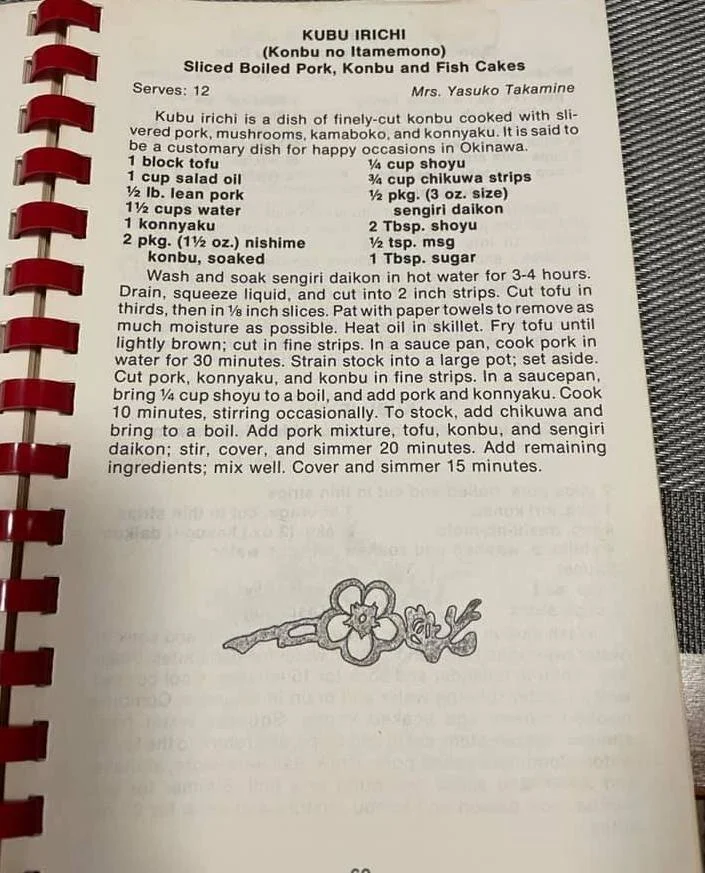 KUBU IRICHI
(Konbu no Itamemono)
Sliced Boiled Pork, Konbu and Fish Cakes
Serves: 12 Mrs. Yasuko Takamine
Kubu irichi is a dish of finely-cut konbu cooked with sli-
vered pork, mushrooms, kamaboko, and konnyaku. It is said to
be a customary dish for happy occasions in Okinawa.
1 block tofu
1 cup salad oil
½ lb. lean pork
1½ cups water
1 konnyaku
2 pkg. (1½ oz.) nishime
konbu, soaked
¼ cup shoyu
¾ cup chikuwa strips
½ pkg. (3 oz. size)
sengiri daikon
2 Tbsp. shoyu
½ tsp. msg
1 Tbsp. sugar
Wash and soak sengiri daikon in hot water for 3-4 hours.
Drain, squeeze liquid, and cut into 2 inch strips. Cut tofu in
thirds, then in ⅛ inch slices. Pat with paper towels to remove as
much moisture as possible. Heat oil in skillet. Fry tofu until
lightly brown; cut in fine strips. In a sauce pan, cook pork in
water for 30 minutes. Strain stock into a large pot; set aside.
Cut pork, konnyaku, and konbu in fine strips. In a saucepan,
bring ¼ cup shoyu to a boil, and add pork and konnyaku. Cook
10 minutes, stirring occasionally. To stock, add chikuwa and
bring to a boil. Add pork mixture, tofu, konbu, and sengiri
daikon; stir, cover, and simmer 20 minutes. Add remaining
ingredients; mix well. Cover and simmer 15 minutes.